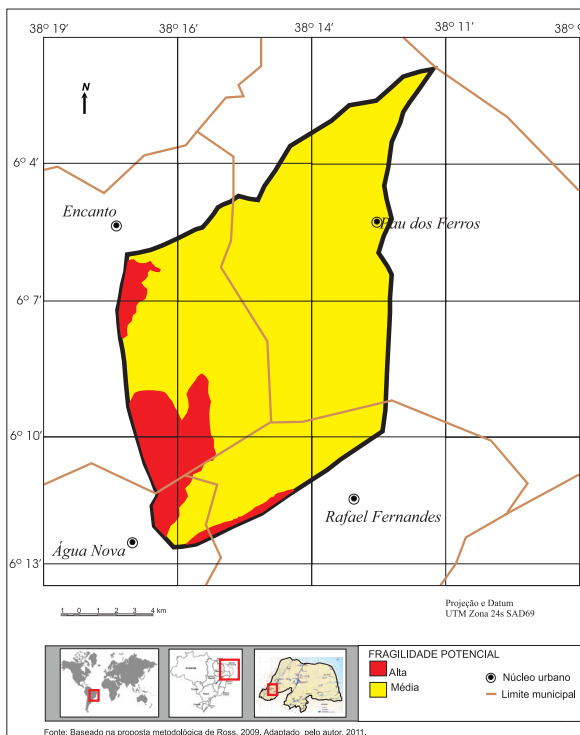 38° 19' 38° 16' 38° 14' 38° 11' 38° 9
N
6° 4'
Encanto
Pau dos Ferros
6° 7'
6° 10'
Rafael Fernandes
Água Nova
6° 13'
1 0 1 2 4 km
Projeção e Datum
UTM Zona 24s SAD69
FRAGILIDADE POTENCIAL
Alta
Média
Núcleo urbano
Limite municipal
Fonte: Baseado na proposta metodológica de Ross, 2009. Adaptado pelo autor, 2011.